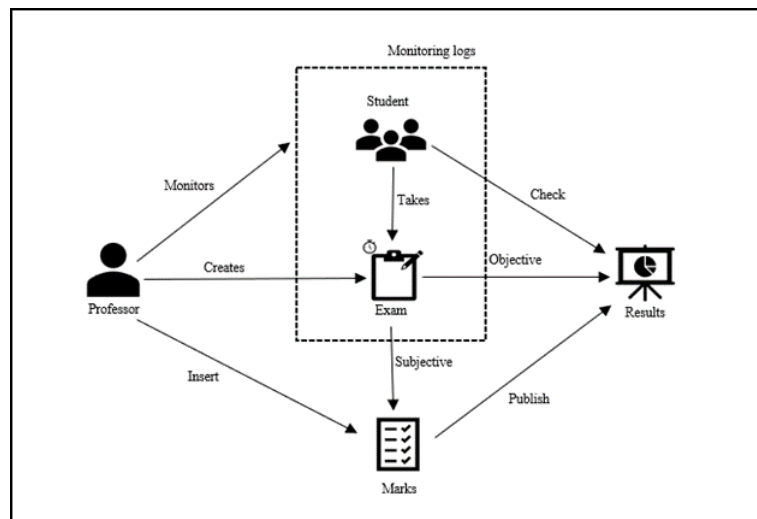 Monitoring logs
Student
Monitors
Takes
Check
Creates
Objective
Professor
Exam
Results
Insert
Subjective
Publish
Marks